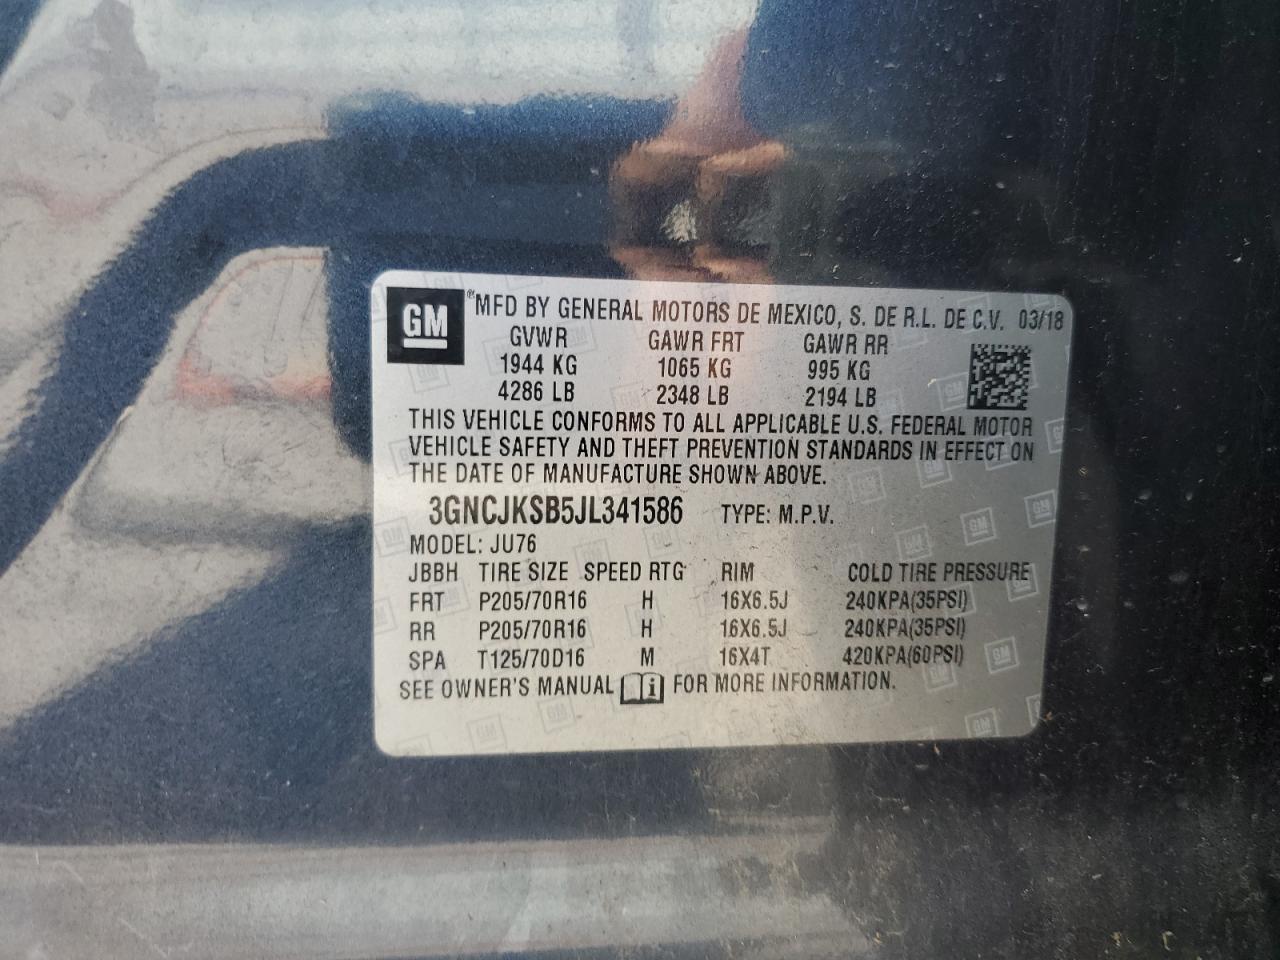 GM ® MFD BY GENERAL MOTORS DE MEXICO, S. DE R.L. DE C.V. 03/18
GVWR GAWR FRT GAWR RR
1944 KG 1065 KG 995 KG
4286 LB 2348 LB 2194 LB
THIS VEHICLE CONFORMS TO ALL APPLICABLE U.S. FEDERAL MOTOR
VEHICLE SAFETY AND THEFT PREVENTION STANDARDS IN EFFECT ON
THE DATE OF MANUFACTURE SHOWN ABOVE.
3GNCJKSB5JL341586 TYPE: M.P.V.
MODEL: JU76
JBBH TIRE SIZE SPEED RTG RIM COLD TIRE PRESSURE
FRT P205/70R16 H 16X6.5J 240KPA(35PSI)
RR P205/70R16 H 16X6.5J 240KPA(35PSI)
SPA T125/70D16 M 16X4T 420KPA(60PSI)
SEE OWNER'S MANUAL i FOR MORE INFORMATION.